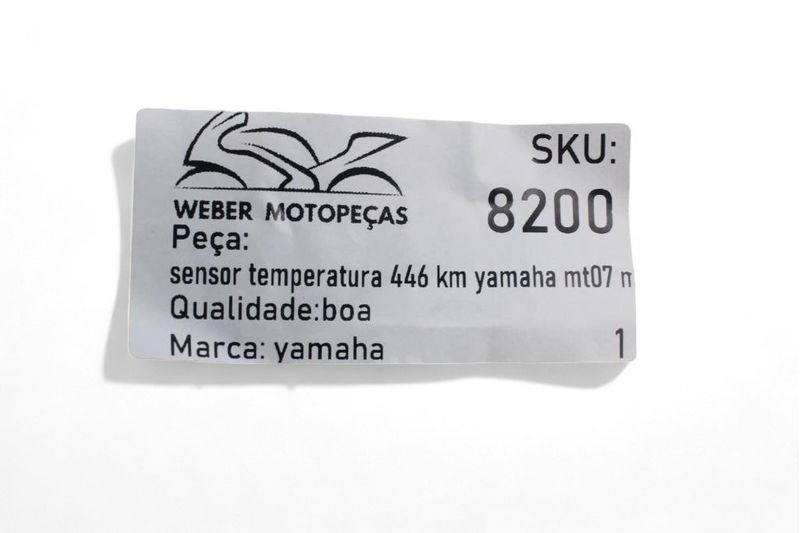 SKU:
8200
WEBER MOTOPEÇAS
Peça:
sensor temperatura 446 km yamaha mt07
Qualidade:boa
Marca: yamaha
1